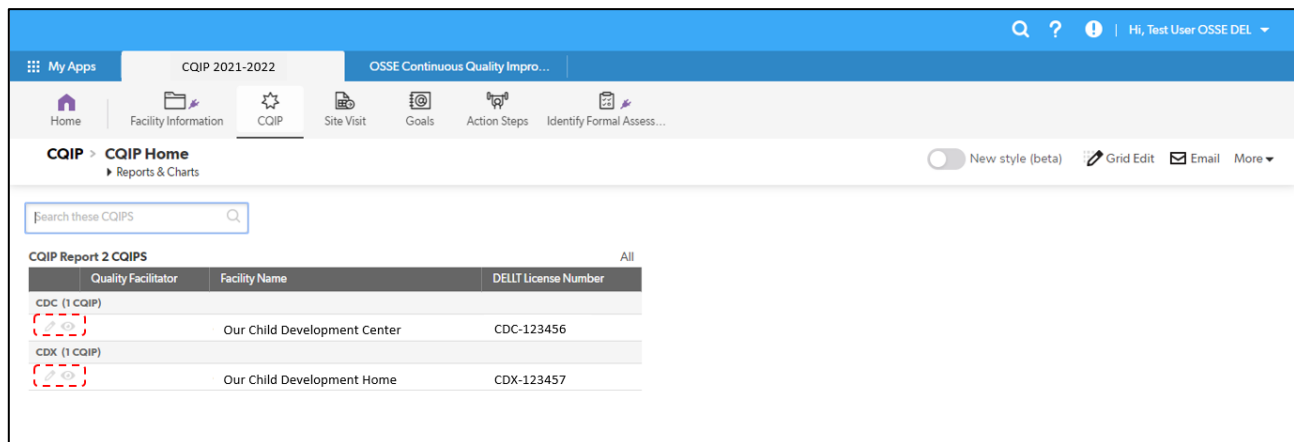 Hi, Test User OSSE DEL
My Apps CQIP 2021-2022 OSSE Continuous Quality Impro...
Home Facility Information CQIP Site Visit Goals Action Steps Identify Formal Assess...
CQIP > CQIP Home New style (beta) Grid Edit Email More
Reports & Charts
Search these CQIPS
CQIP Report 2 CQIPS All
Quality Facilitator Facility Name DELLT License Number
CDC (1 CQIP)
Our Child Development Center CDC-123456
CDX (1 CQIP)
Our Child Development Home CDX-123457